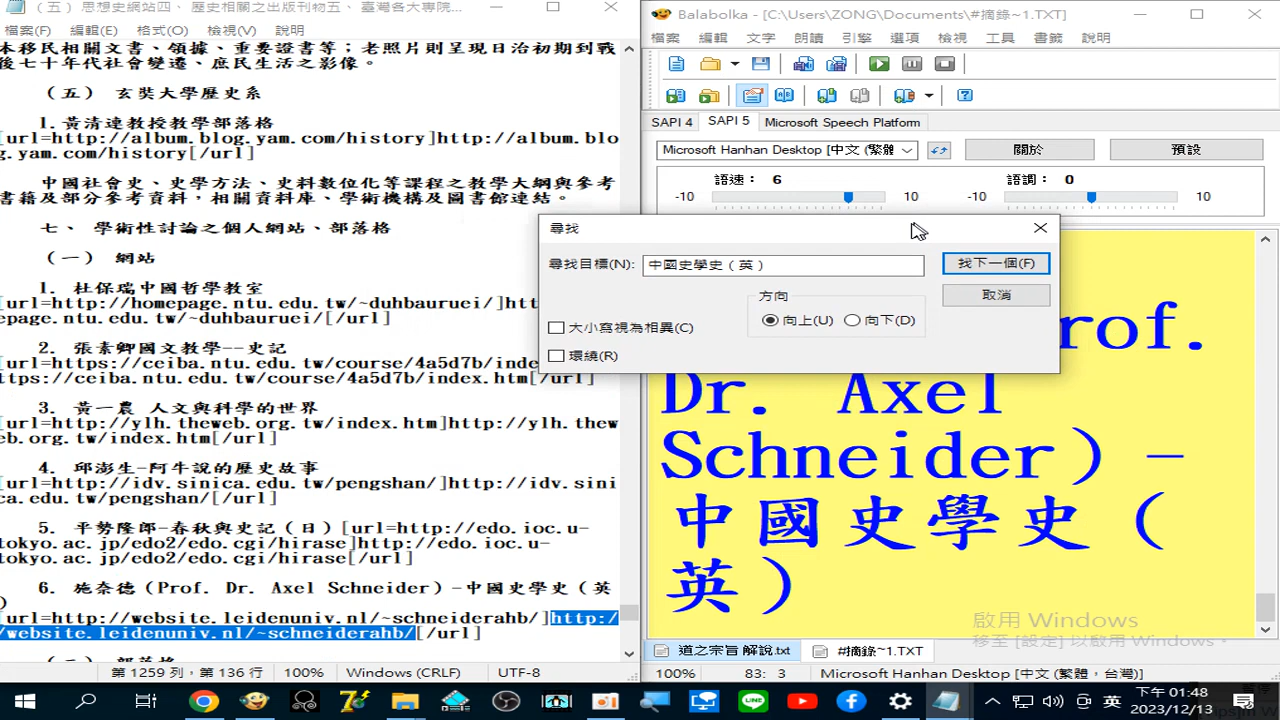 （五）思想史網站四、歷史相關之出版刊物五、臺灣各大專院...
檔案(F) 編輯(E) 格式(O) 檢視(V) 說明
本移民相關文書、領據、重要證書等；老照片則呈現日治初期到戰
後七十年代社會變遷、庶民生活之影像。
（五） 玄奘大學歷史系
1.黃清連教授教學部落格
[url=http://album.blog.yam.com/history]http://album.blo
g.yam.com/history[/url]
中國社會史、史學方法、史料數位化等課程之教學大綱與參考
書籍及部分參考資料，相關資料庫、學術機構及圖書館連結。
七、 學術性討論之個人網站、部落格
（一） 網站
1. 杜保瑞中國哲學教室
[url=http://homepage.ntu.edu.tw/~duhbauruei/]htt
epage.ntu.edu.tw/~duhbauruei/[/url]
2. 張素卿國文教學--史記
[url=https://ceiba.ntu.edu.tw/course/4a5d7b/inde
ttps://ceiba.ntu.edu.tw/course/4a5d7b/index.htm[/url]
3. 黃一農 人文與科學的世界
[url=http://ylh.theweb.org.tw/index.htm]http://ylh.thew
eb.org.tw/index.htm[/url]
4. 邱澎生-阿牛說的歷史故事
[url=http://idv.sinica.edu.tw/pengshan/]http://idv.sini
ca.edu.tw/pengshan/[/url]
5. 平勢隆郎-春秋與史記（日）[url=http://edo.ioc.u-
tokyo.ac.jp/edo2/edo.cgi/hirase]http://edo.ioc.u-
tokyo.ac.jp/edo2/edo.cgi/hirase[/url]
6. 施奈德（Prof. Dr. Axel Schneider）-中國史學史（英
）
[url=http://website.leidenuniv.nl/~schneiderahb/]http:/
/website.leidenuniv.nl/~schneiderahb/[/url]
（二） 部落格
第 1259 列，第 136 行 100% Windows (CRLF) UTF-8
Balabolka - [C:\Users\ZONG\Documents\#摘錄~1.TXT]
檔案 編輯 文字 朗讀 引擎 選項 檢視 工具 書籤 說明
SAPI 4 SAPI 5 Microsoft Speech Platform
Microsoft Hanhan Desktop [中文 (繁體 關於 預設
語速： 6 語調： 0
-10 10 -10 10
尋找
尋找目標(N): 中國史學史（英） 找下一個(F)
方向 取消
大小寫視為相異(C) 向上(U) 向下(D)
環繞(R)
Prof.
Dr. Axel
Schneider）-
中國史學史（
英）
啟用 Windows
移至 [設定] 以啟用 Windows。
道之宗旨 解說.txt #摘錄~1.TXT
100% 83: 3 Microsoft Hanhan Desktop [中文 (繁體，台灣)]
英 下午 01:48
2023/12/13